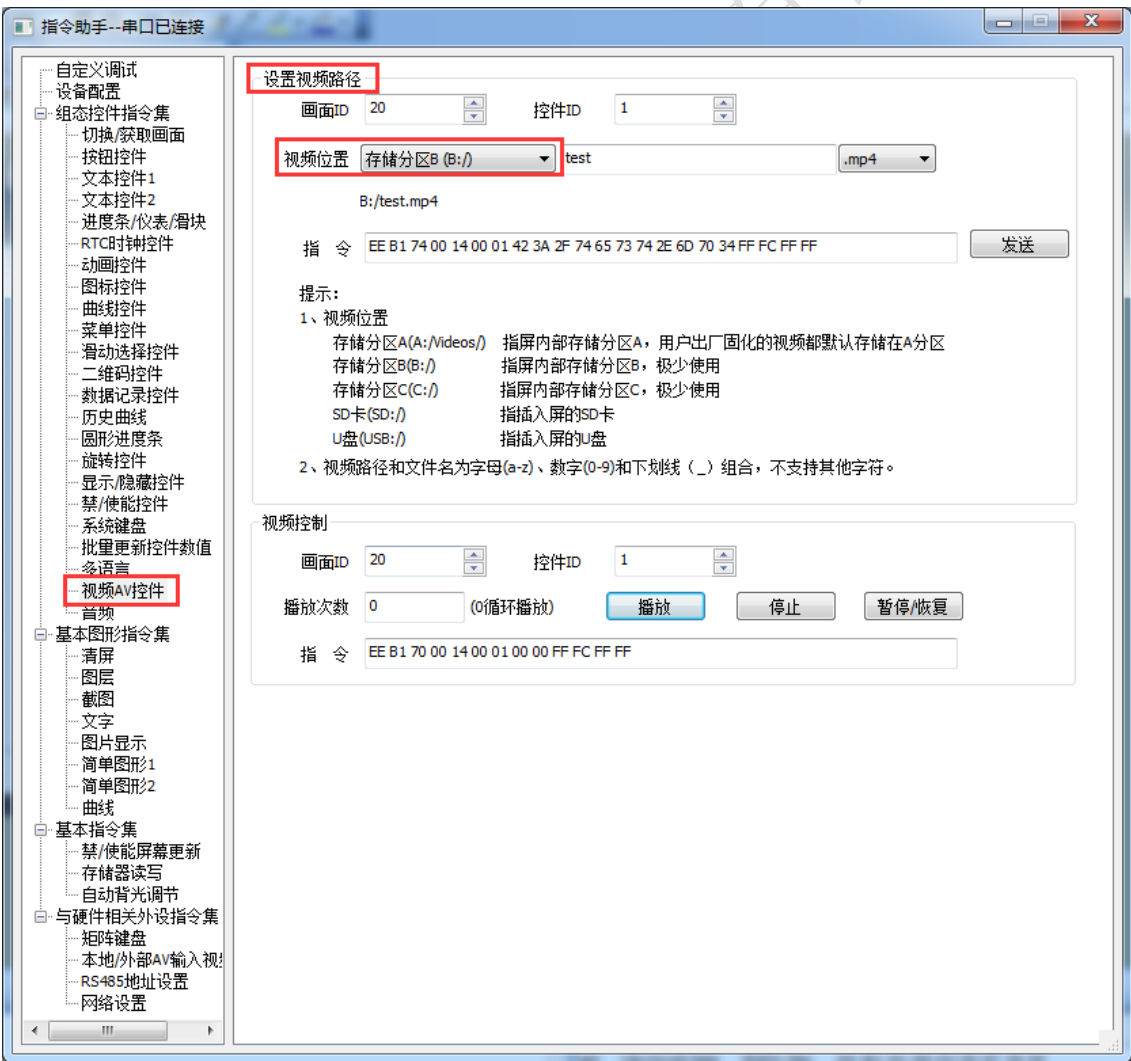 指令助手--串口已连接
自定义调试
设备配置
组态控件指令集
切换/获取画面
按钮控件
文本控件1
文本控件2
进度条/仪表/滑块
RTC时钟控件
动画控件
图标控件
曲线控件
菜单控件
滑动选择控件
二维码控件
数据记录控件
历史曲线
圆形进度条
旋转控件
显示/隐藏控件
禁/使能控件
系统键盘
批里更新控件数值
多语言
视频AV控件
音频
基本图形指令集
清屏
图层
截图
文字
图片显示
简单图形1
简单图形2
曲线
基本指令集
禁/使能屏幕更新
存储器读写
自动背光调节
与硬件相关外设指令集
矩阵键盘
本地/外部AV输入视
RS485地址设置
网络设置
设置视频路径
画面ID 20 控件ID 1
视频位置 存储分区B (B:/) test .mp4
B:/test.mp4
指 令 EE B1 74 00 14 00 01 42 3A 2F 74 65 73 74 2E 6D 70 34 FF FC FF FF 发送
提示:
1、视频位置
存储分区A(A:/Videos/) 指屏内部存储分区A，用户出厂固化的视频都默认存储在A分区
存储分区B(B:/) 指屏内部存储分区B，极少使用
存储分区C(C:/) 指屏内部存储分区C，极少使用
SD卡(SD:/) 指插入屏的SD卡
U盘(USB:/) 指插入屏的U盘
2、视频路径和文件名为字母(a-z)、数字(0-9)和下划线（_）组合，不支持其他字符。
视频控制
画面ID 20 控件ID 1
播放次数 0 (0循环播放) 播放 停止 暂停/恢复
指 令 EE B1 70 00 14 00 01 00 00 FF FC FF FF